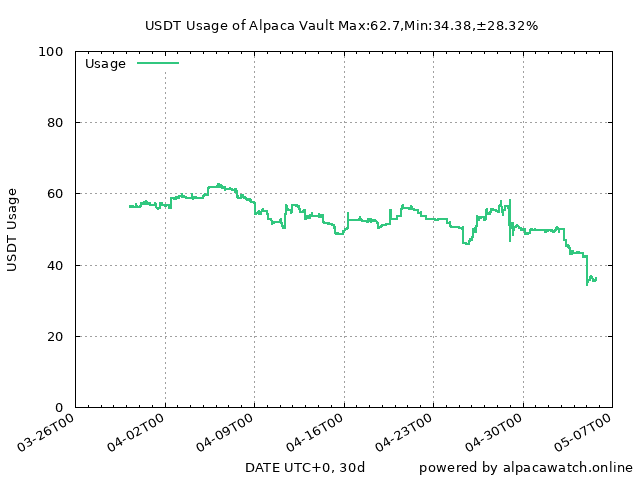 USDT Usage of Alpaca Vault Max:62.7,Min:34.38,±28.32%
Usage
100
80
60
40
20
0
USDT Usage
03-26T00 04-02T00 04-09T00 04-16T00 04-23T00 04-30T00 05-07T00
DATE UTC+0, 30d powered by alpacawatch.online